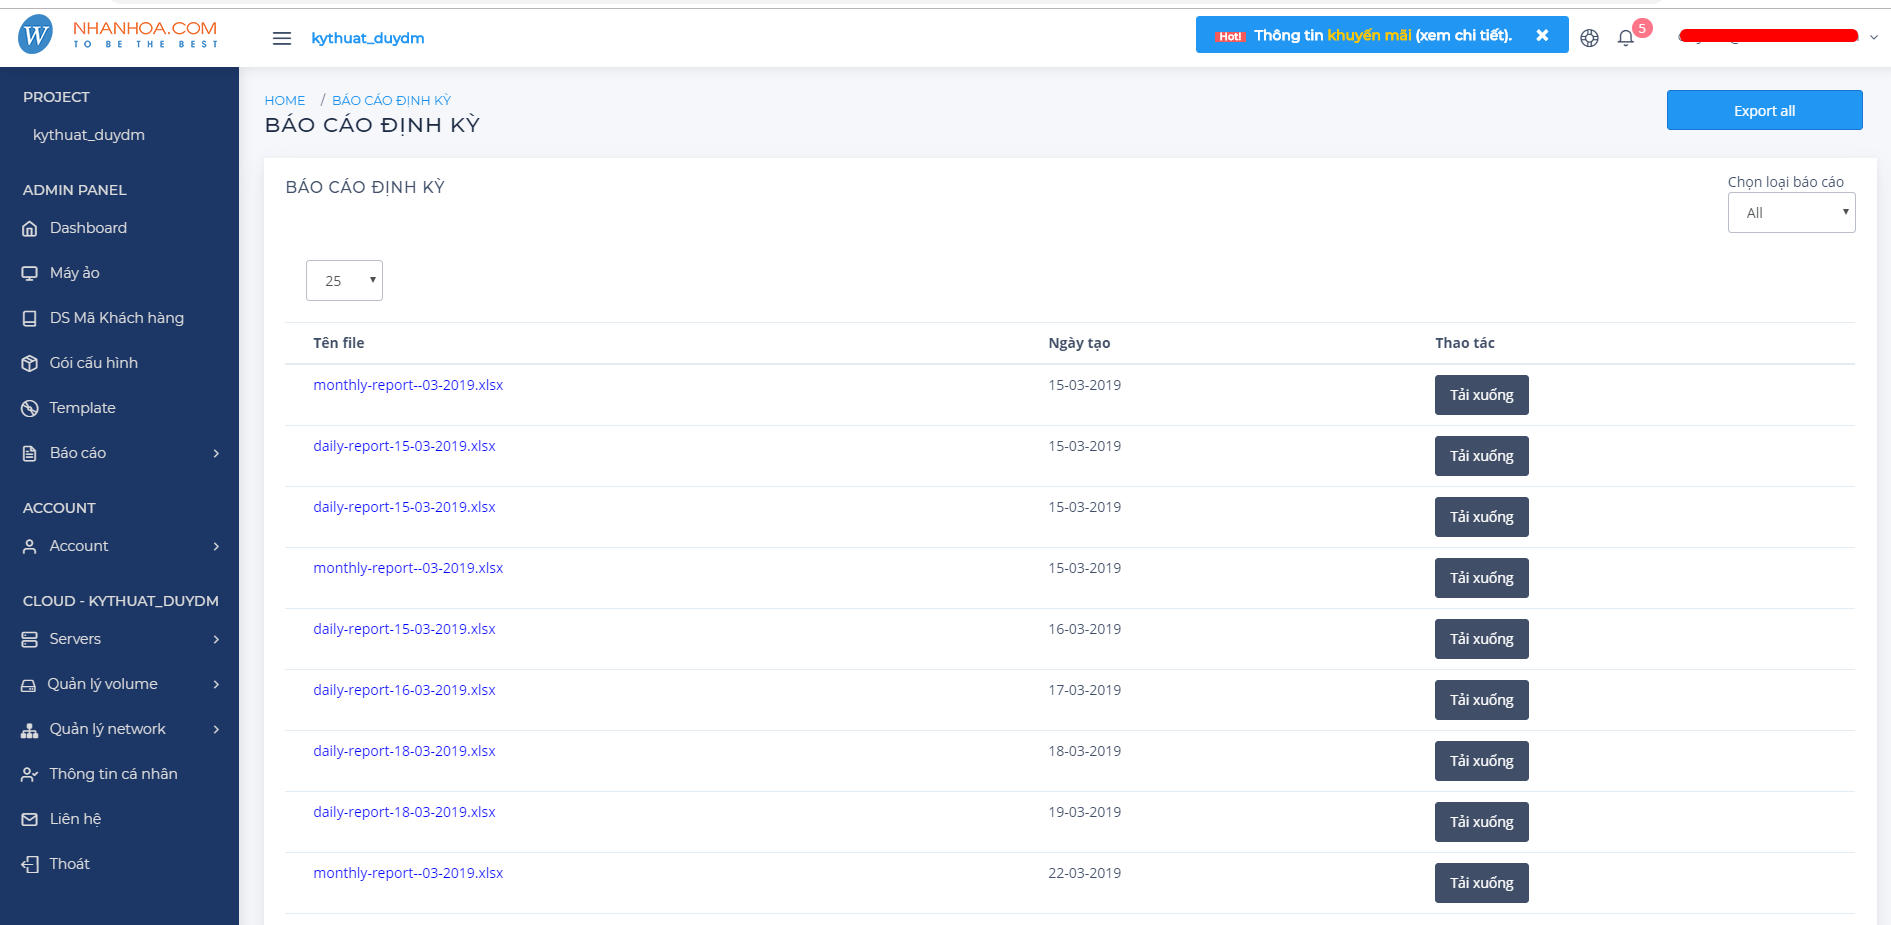 W NHANHOA.COM
TO BE THE BEST
kythuat_duydm
Hot! Thông tin khuyến mãi (xem chi tiết).
5
PROJECT
kythuat_duydm
ADMIN PANEL
Dashboard
Máy ảo
DS Mã Khách hàng
Gói cấu hình
Template
Báo cáo
ACCOUNT
Account
CLOUD - KYTHUAT_DUYDM
Servers
Quản lý volume
Quản lý network
Thông tin cá nhân
Liên hệ
Thoát
HOME / BÁO CÁO ĐỊNH KỲ
BÁO CÁO ĐỊNH KỲ
Export all
BÁO CÁO ĐỊNH KỲ
Chọn loại báo cáo
All
25
Tên file Ngày tạo Thao tác
monthly-report--03-2019.xlsx 15-03-2019 Tải xuống
daily-report-15-03-2019.xlsx 15-03-2019 Tải xuống
daily-report-15-03-2019.xlsx 15-03-2019 Tải xuống
monthly-report--03-2019.xlsx 15-03-2019 Tải xuống
daily-report-15-03-2019.xlsx 16-03-2019 Tải xuống
daily-report-16-03-2019.xlsx 17-03-2019 Tải xuống
daily-report-18-03-2019.xlsx 18-03-2019 Tải xuống
daily-report-18-03-2019.xlsx 19-03-2019 Tải xuống
monthly-report--03-2019.xlsx 22-03-2019 Tải xuống